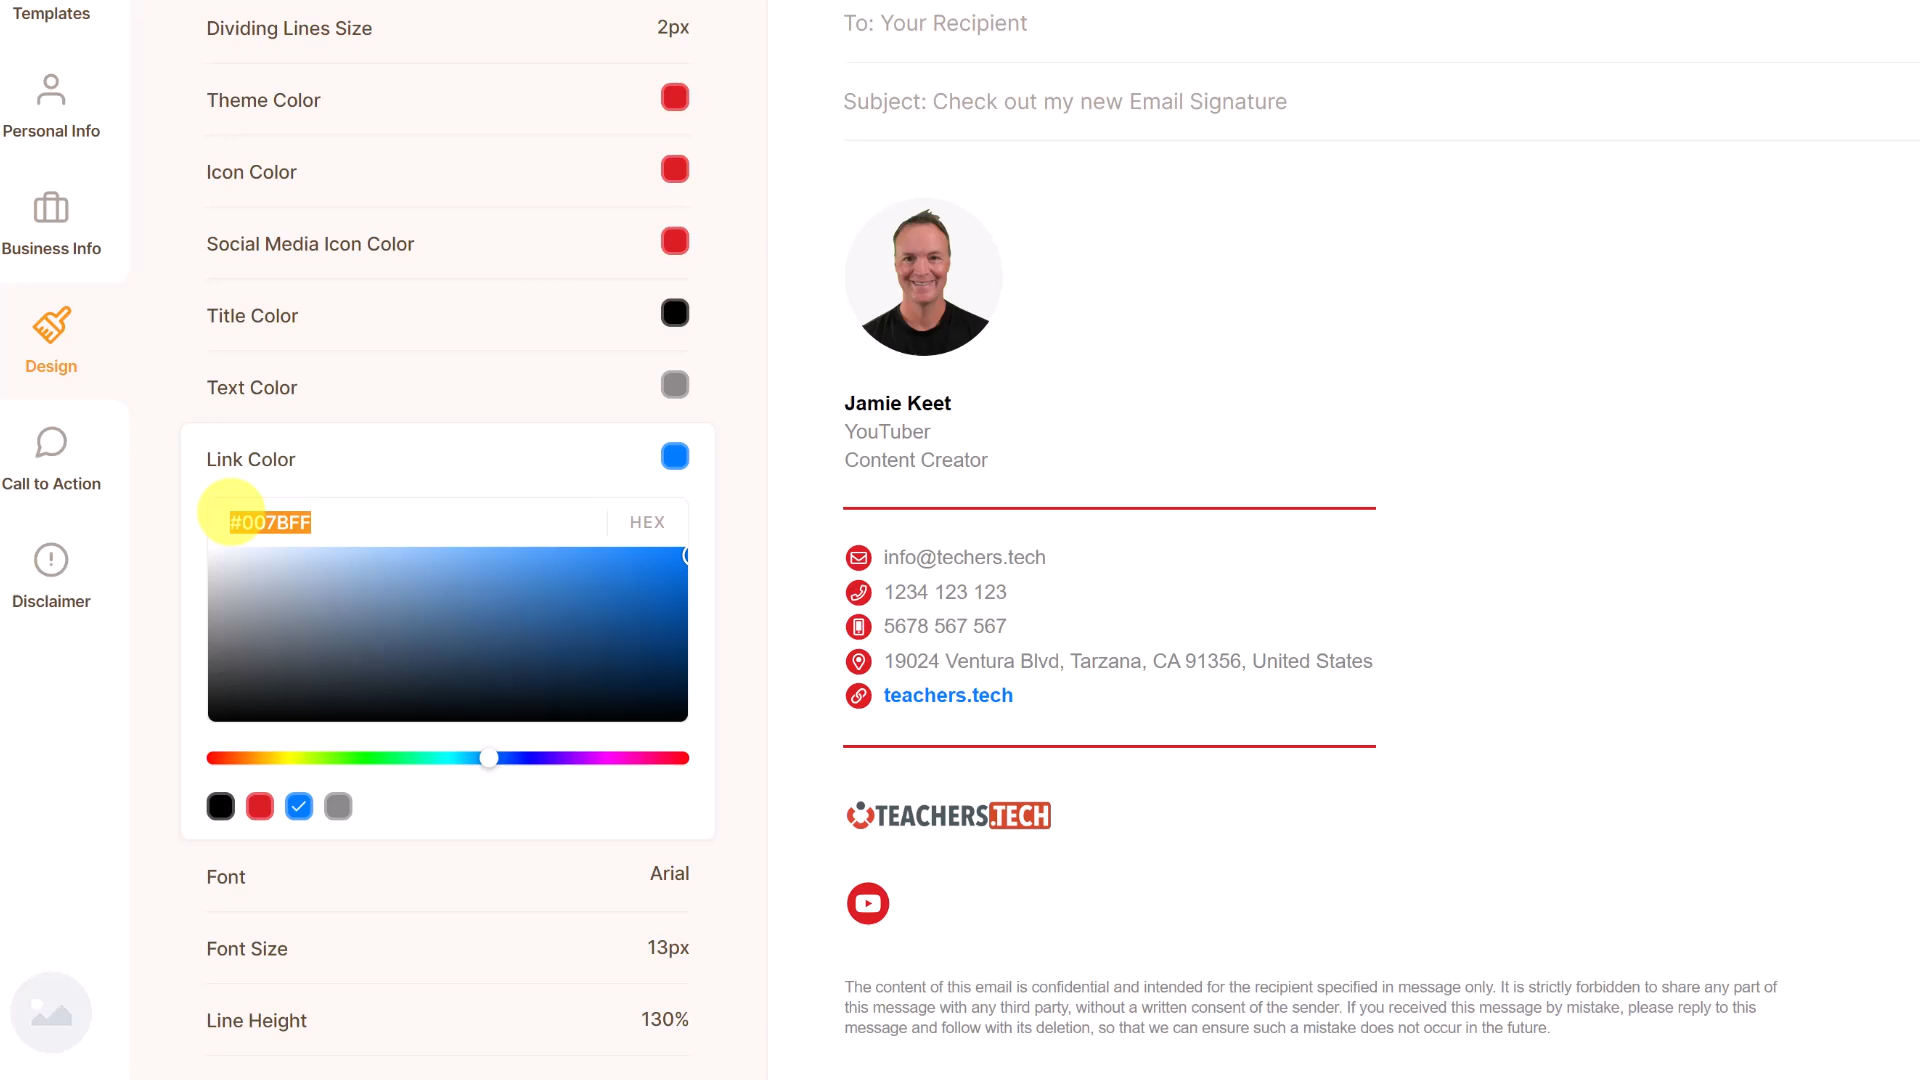 Templates
Personal Info
Business Info
Design
Call to Action
Disclaimer
Dividing Lines Size 2px
Theme Color
Icon Color
Social Media Icon Color
Title Color
Text Color
Link Color
#007BFF HEX
Font Arial
Font Size 13px
Line Height 130%
To: Your Recipient
Subject: Check out my new Email Signature
Jamie Keet
YouTuber
Content Creator
info@techers.tech
1234 123 123
5678 567 567
19024 Ventura Blvd, Tarzana, CA 91356, United States
teachers.tech
TEACHERS.TECH
The content of this email is confidential and intended for the recipient specified in message only. It is strictly forbidden to share any part of
this message with any third party, without a written consent of the sender. If you received this message by mistake, please reply to this
message and follow with its deletion, so that we can ensure such a mistake does not occur in the future.